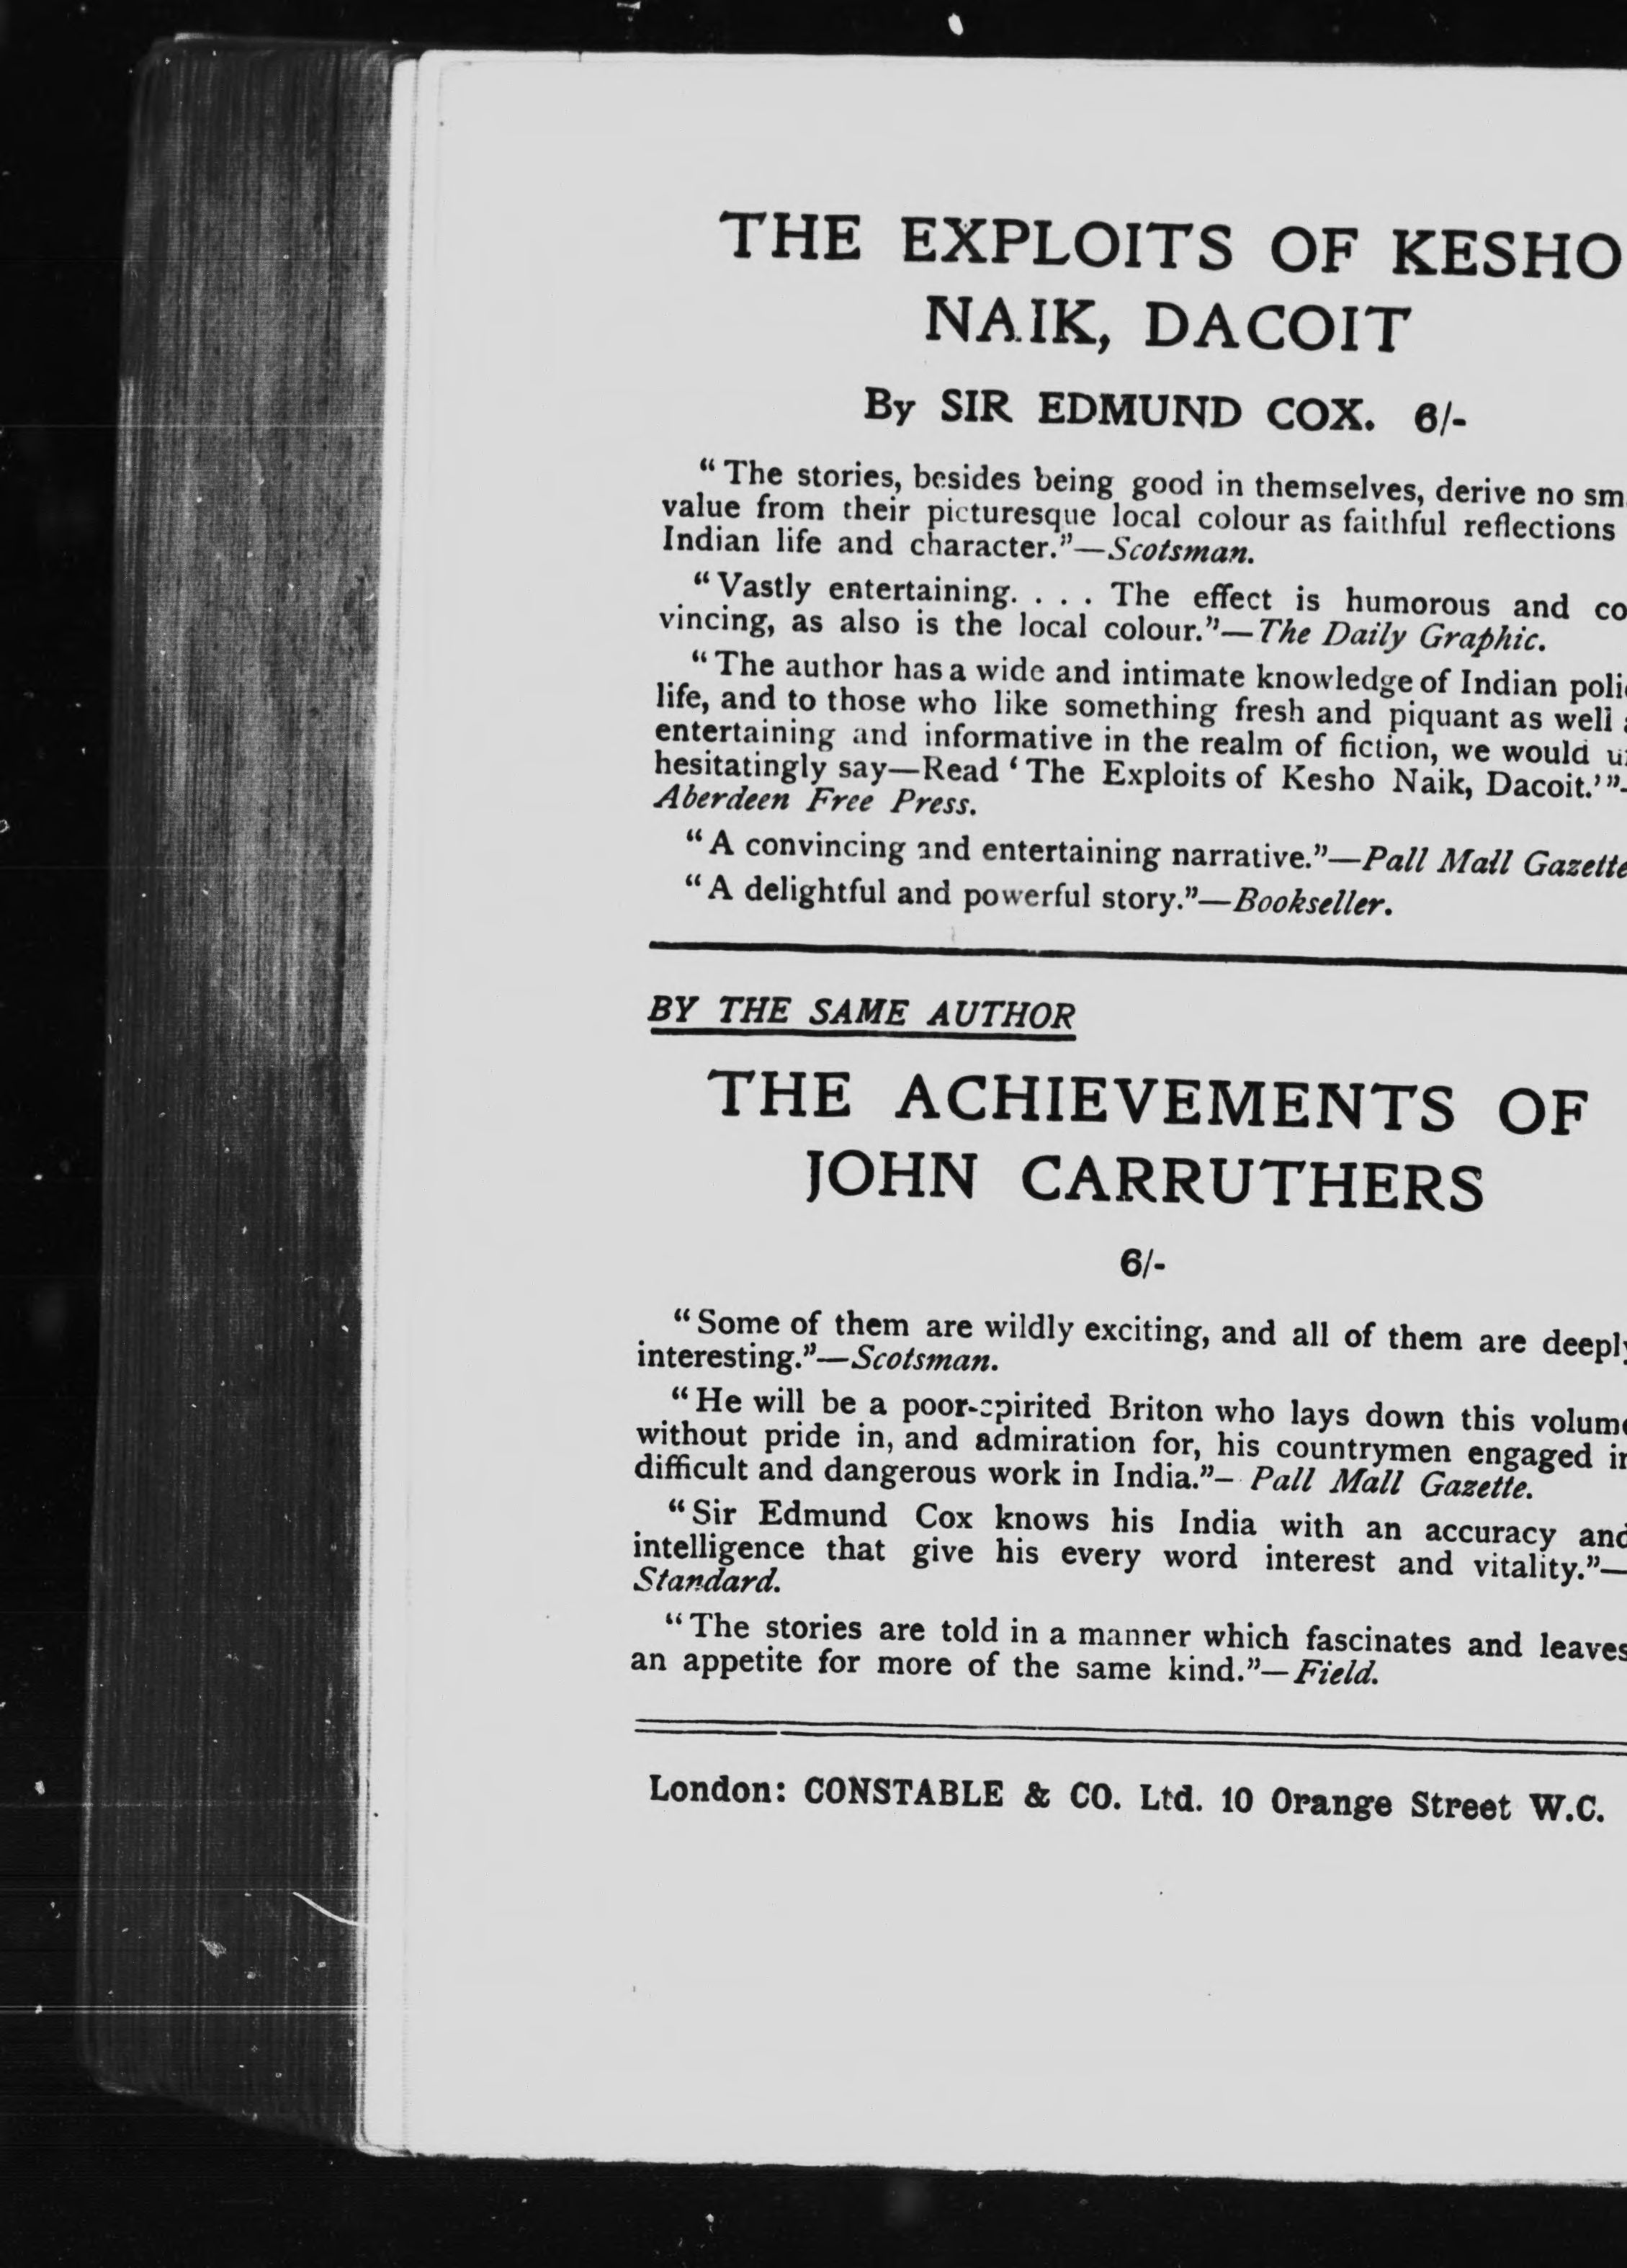 THE EXPLOITS OF KESHO
NAIK, DACOIT
By SIR EDMUND COX. 6/-
"The stories, besides being good in themselves, derive no
value from their picturesque local colour as faithful reflections
Indian life and character."—Scotsman.
"Vastly entertaining. . . . The effect is humorous and
vincing, as also is the local colour."—The Daily Graphic.
"The author has a wide and intimate knowledge of Indian
life, and to those who like something fresh and piquant as well
entertaining and informative in the realm of fiction, we would
hesitatingly say—Read 'The Exploits of Kesho Naik, Dacoit.'"—
Aberdeen Free Press.
"A convincing and entertaining narrative."—Pall Mall Gazette
"A delightful and powerful story."—Bookseller.
BY THE SAME AUTHOR
THE ACHIEVEMENTS OF
JOHN CARRUTHERS
6/-
"Some of them are wildly exciting, and all of them are deeply
interesting."—Scotsman.
"He will be a poor-spirited Briton who lays down this volume
without pride in, and admiration for, his countrymen engaged in
difficult and dangerous work in India."—Pall Mall Gazette.
"Sir Edmund Cox knows his India with an accuracy and
intelligence that give his every word interest and vitality."—
Standard.
"The stories are told in a manner which fascinates and leaves
an appetite for more of the same kind."—Field.
London: CONSTABLE & CO. Ltd. 10 Orange Street W.C.